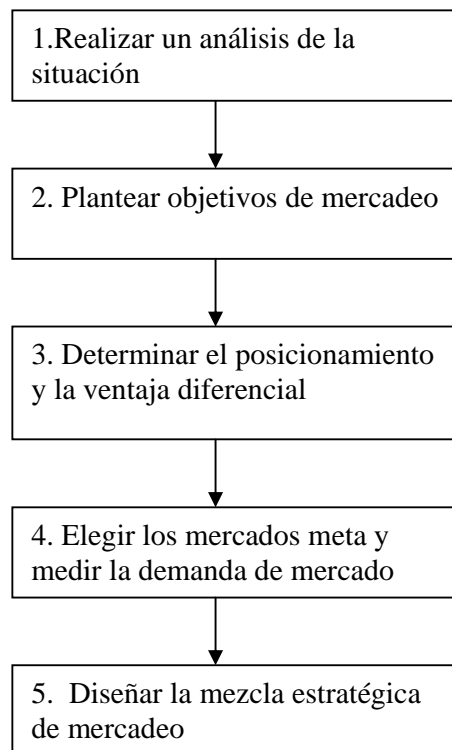 1.Realizar un análisis de la
situación
2. Plantear objetivos de mercadeo
3. Determinar el posicionamiento
y la ventaja diferencial
4. Elegir los mercados meta y
medir la demanda de mercado
5. Diseñar la mezcla estratégica
de mercadeo